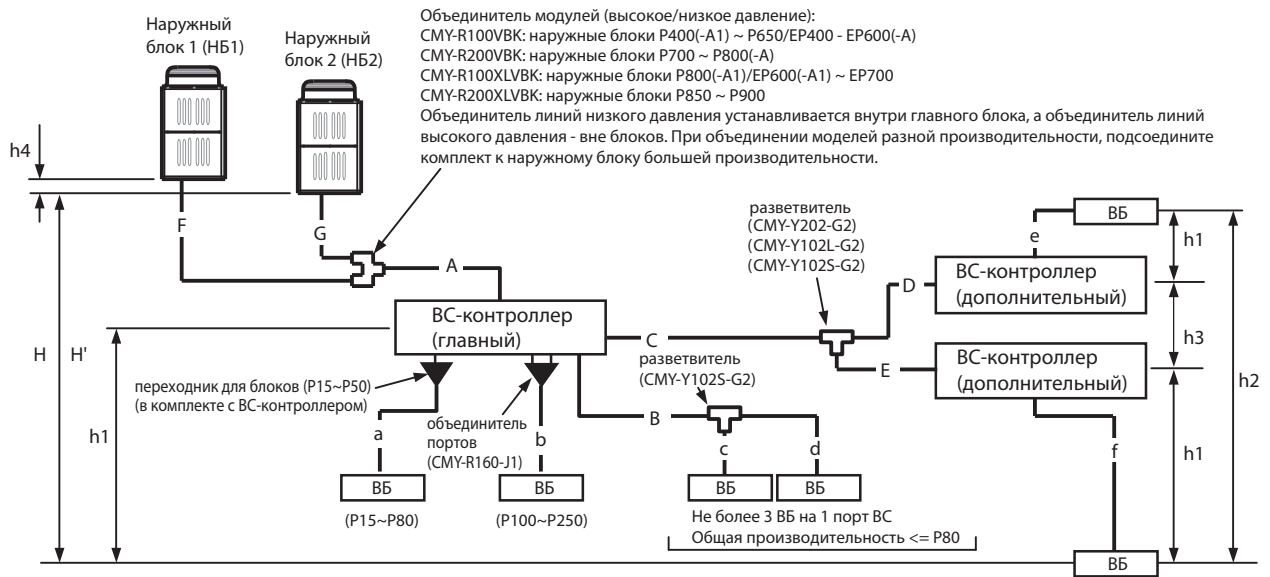 Наружный
блок 1 (НБ1)
Наружный
блок 2 (НБ2)
Объединитель модулей (высокое/низкое давление):
CMY-R100VBK: наружные блоки P400(-A1) ~ P650/EP400 - EP600(-A)
CMY-R200VBK: наружные блоки P700 ~ P800(-A)
CMY-R100XLVBK: наружные блоки P800(-A1)/EP600(-A1) ~ EP700
CMY-R200XLVBK: наружные блоки P850 ~ P900
Объединитель линий низкого давления устанавливается внутри главного блока, а объединитель линий
высокого давления - вне блоков. При объединении моделей разной производительности, подсоедините
комплект к наружному блоку большей производительности.
h4
F
G
A
H
H'
h1
ВС-контроллер
(главный)
переходник для блоков (P15~P50)
(в комплекте с ВС-контроллером)
объединитель
портов
(CMY-R160-J1)
a
b
ВБ
(P15~P80)
ВБ
(P100~P250)
C
разветвитель
(CMY-Y102S-G2)
B
c
d
ВБ
ВБ
Не более 3 ВБ на 1 порт ВС
Общая производительность <= P80
разветвитель
(CMY-Y202-G2)
(CMY-Y102L-G2)
(CMY-Y102S-G2)
D
E
e
ВБ
ВС-контроллер
(дополнительный)
ВС-контроллер
(дополнительный)
f
ВБ
h1
h3
h2
h1